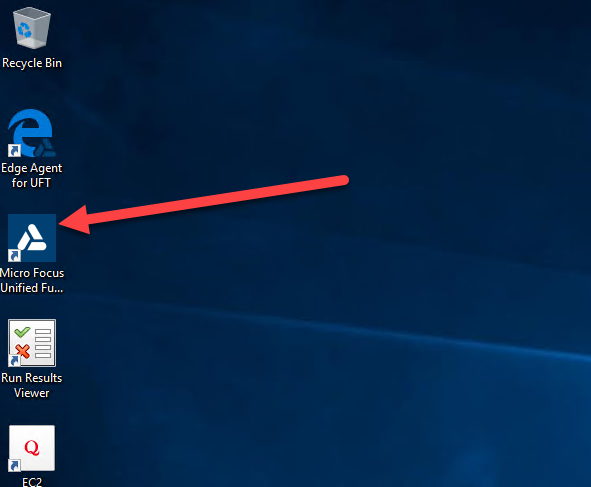 Recycle Bin
Edge Agent
for UFT
Micro Focus
Unified Fu...
Run Results
Viewer
Q
EC2